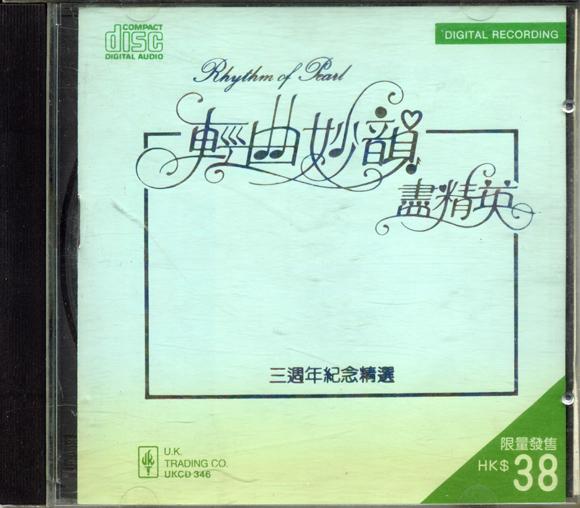 COMPACT
disc
DIGITAL AUDIO
DIGITAL RECORDING
Rhythm of Pearl
輕曲妙韻
盡精英
三週年紀念精選
U.K.
TRADING CO.
UKCD 346
限量發售
HK$ 38